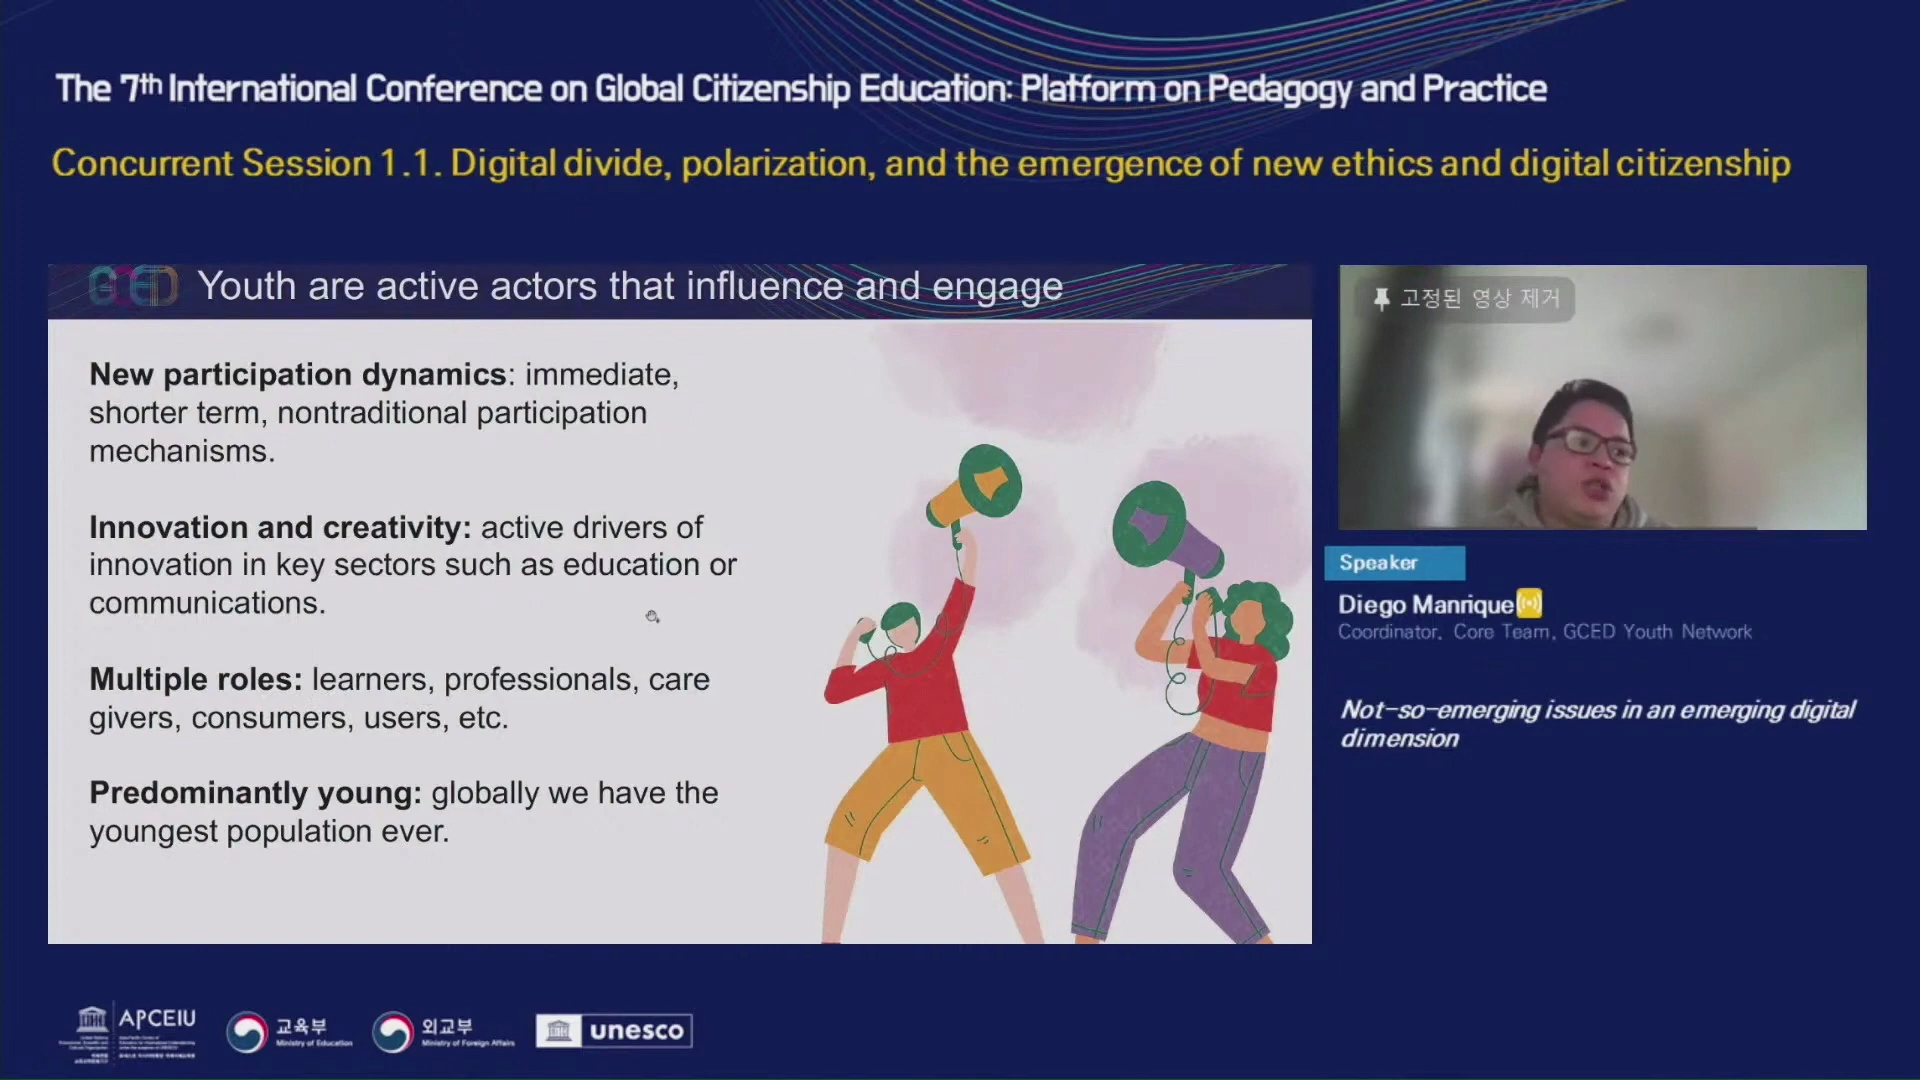 The 7th International Conference on Global Citizenship Education: Platform on Pedagogy and Practice
Concurrent Session 1.1. Digital divide, polarization, and the emergence of new ethics and digital citizenship
GCED
Youth are active actors that influence and engage
New participation dynamics: immediate,
shorter term, nontraditional participation
mechanisms.
Innovation and creativity: active drivers of
innovation in key sectors such as education or
communications.
Multiple roles: learners, professionals, care
givers, consumers, users, etc.
Predominantly young: globally we have the
youngest population ever.
고정된 영상 제거
Speaker
Diego Manrique
Coordinator, Core Team, GCED Youth Network
Not-so-emerging issues in an emerging digital
dimension
APCEIU
교육부
Ministry of Education
외교부
Ministry of Foreign Affairs
unesco